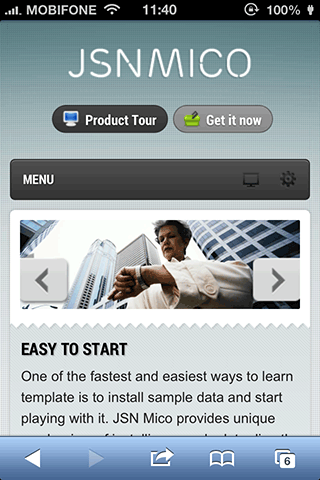 MOBIFONE 11:40 100%
JSN MICO
Product Tour Get it now
MENU
EASY TO START
One of the fastest and easiest ways to learn
template is to install sample data and start
playing with it. JSN Mico provides unique
6